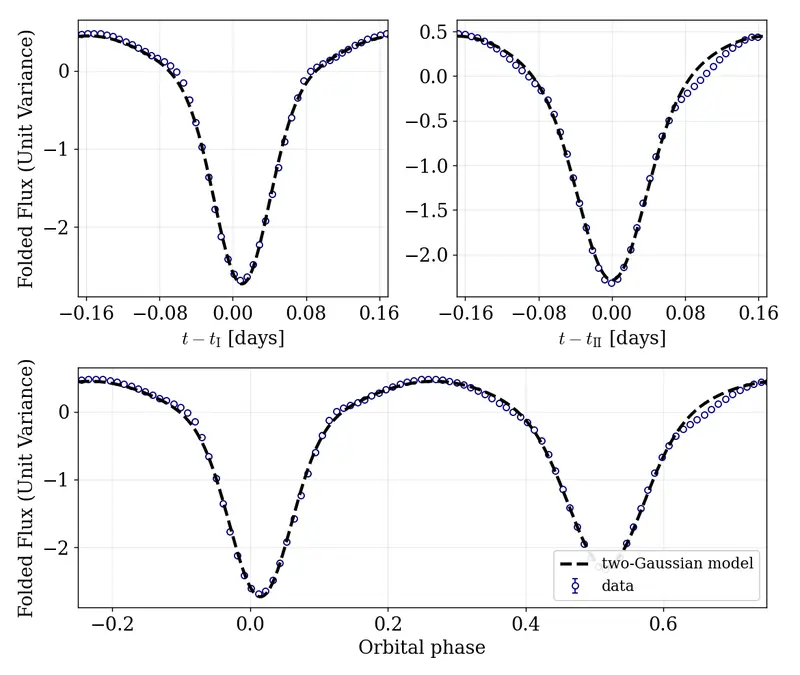 Folded Flux (Unit Variance)
0
−1
−2
−0.16 −0.08 0.00 0.08 0.16
t − t_I [days]
0.5
0.0
−0.5
−1.0
−1.5
−2.0
−0.16 −0.08 0.00 0.08 0.16
t − t_II [days]
Folded Flux (Unit Variance)
0
−1
−2
two-Gaussian model
data
−0.2 0.0 0.2 0.4 0.6
Orbital phase